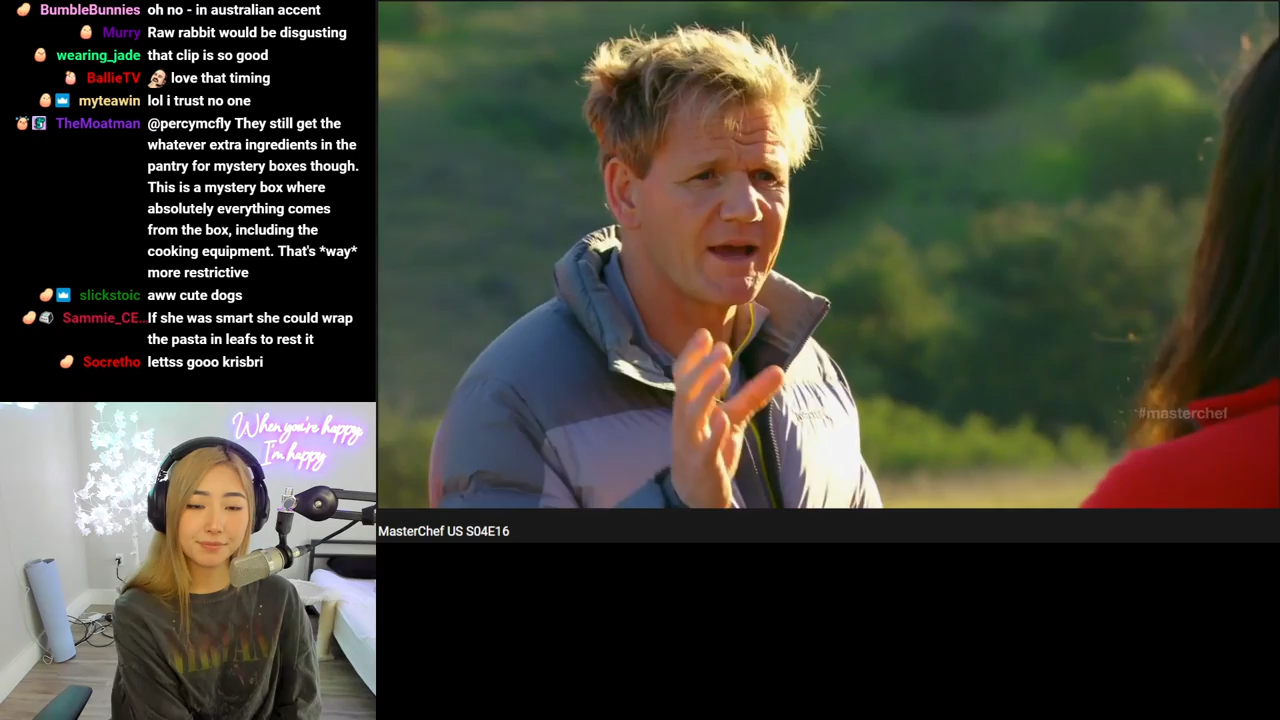 BumbleBunnies oh no - in australian accent
Murry Raw rabbit would be disgusting
wearing_jade that clip is so good
BallieTV love that timing
myteawin lol i trust no one
TheMoatman @percymcfly They still get the
whatever extra ingredients in the
pantry for mystery boxes though.
This is a mystery box where
absolutely everything comes
from the box, including the
cooking equipment. That's *way*
more restrictive
slickstoic aww cute dogs
Sammie_CE... If she was smart she could wrap
the pasta in leafs to rest it
Socretho lettss gooo krisbri
When you're happy,
I'm happy
#masterchef
MasterChef US S04E16